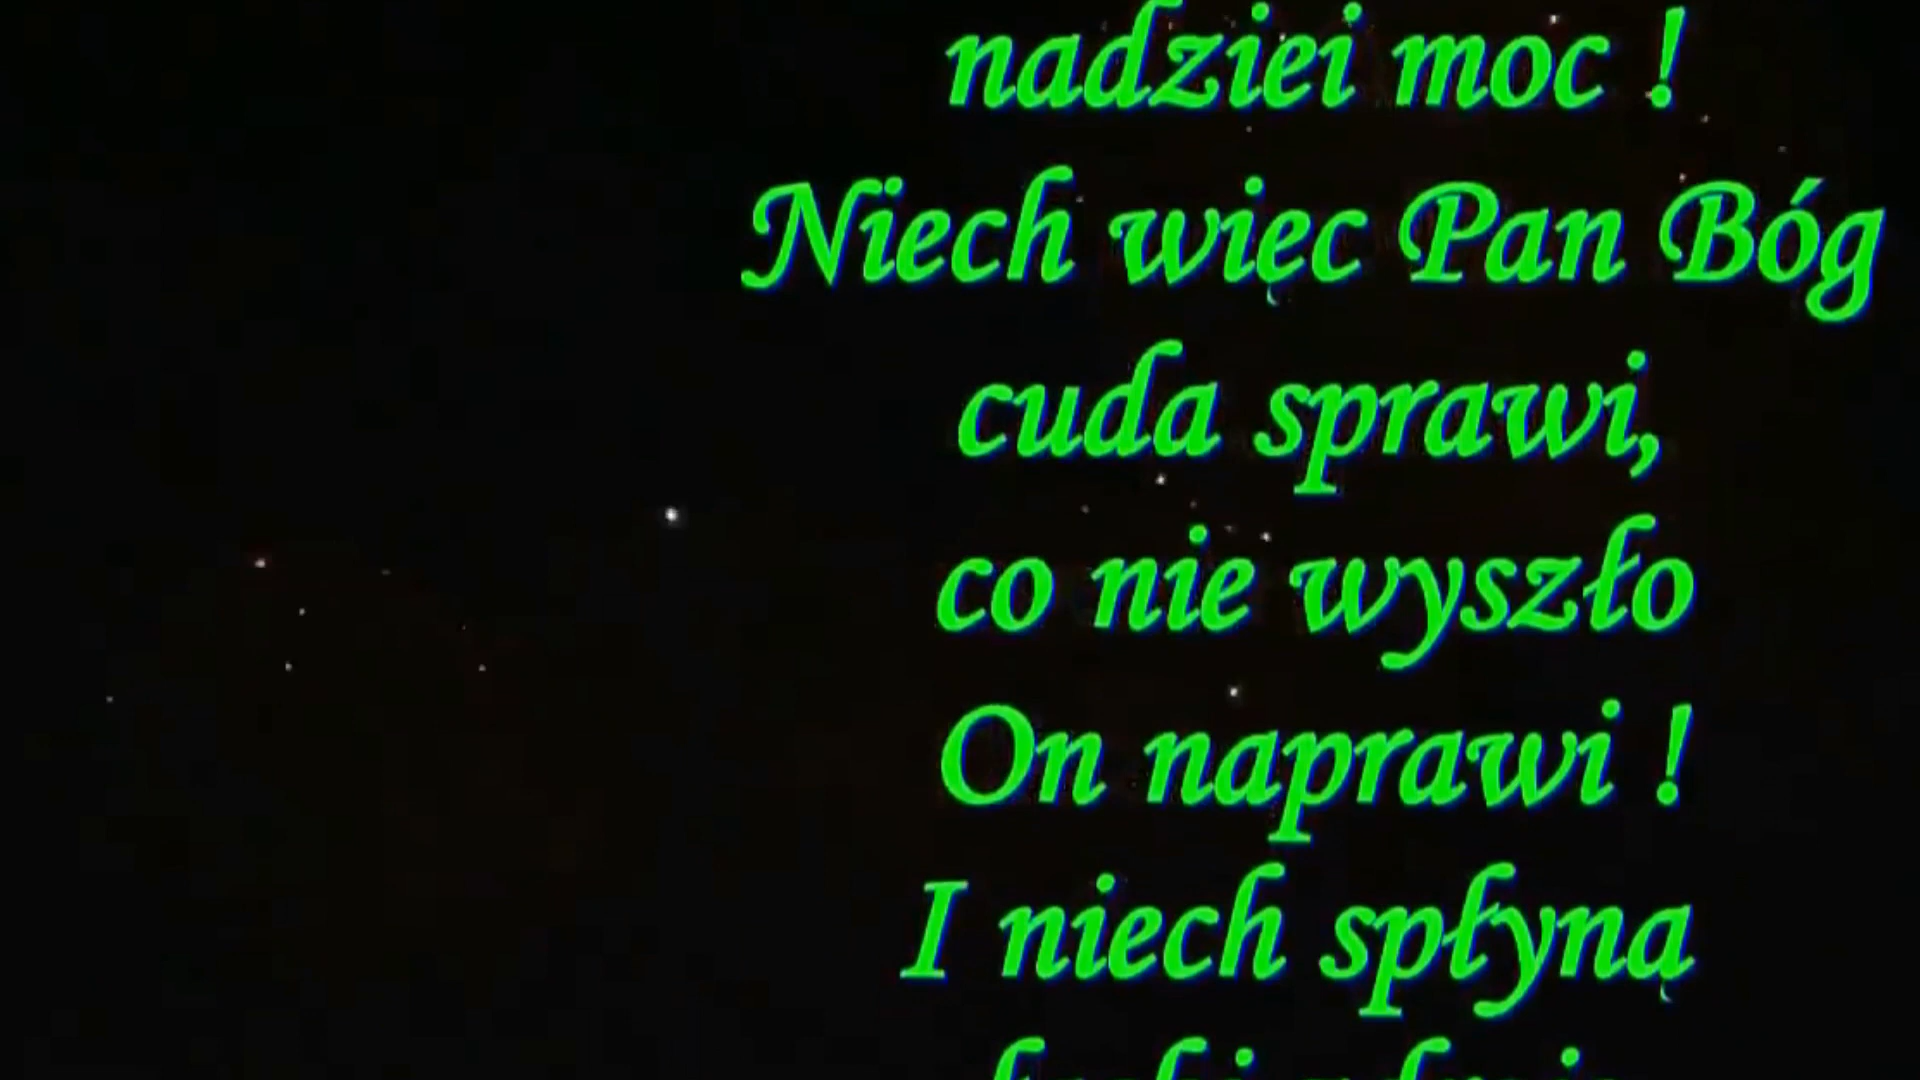 nadziei moc !
Niech więc Pan Bóg
cuda sprawi,
co nie wyszło
On naprawi !
I niech spłyną